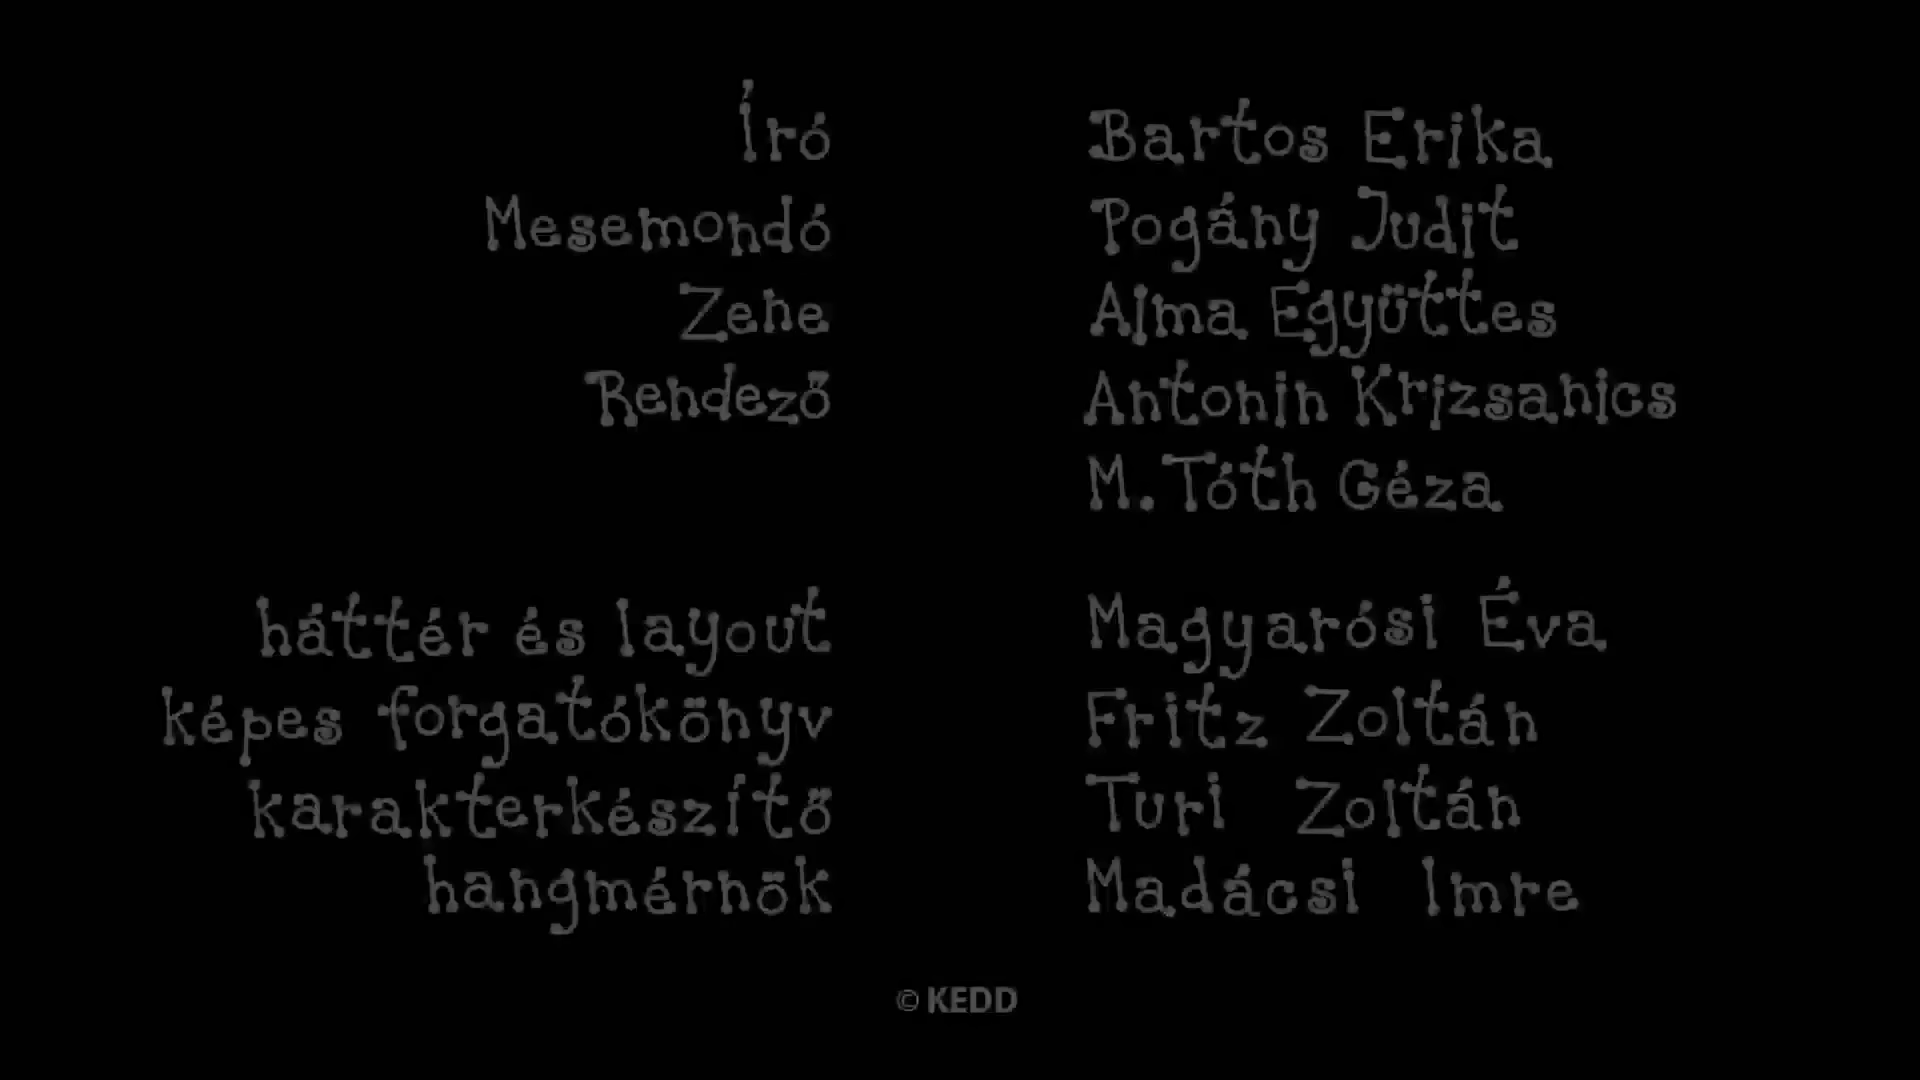 Író Bartos Erika
Mesemondó Pogány Judit
Zene Alma Együttes
Rendező Antonin Krizsanics
M. Tóth Géza
háttér és layout Magyarósi Éva
képes forgatókönyv Fritz Zoltán
karakterkészítő Turi Zoltán
hangmérnök Madácsi Imre
© KEDD